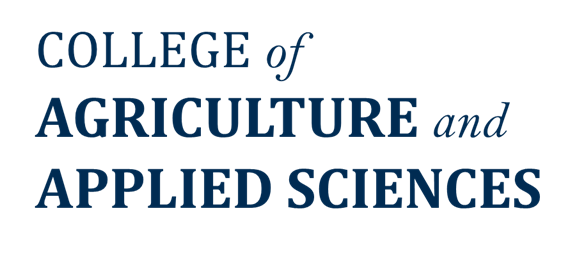 COLLEGE of
AGRICULTURE and
APPLIED SCIENCES